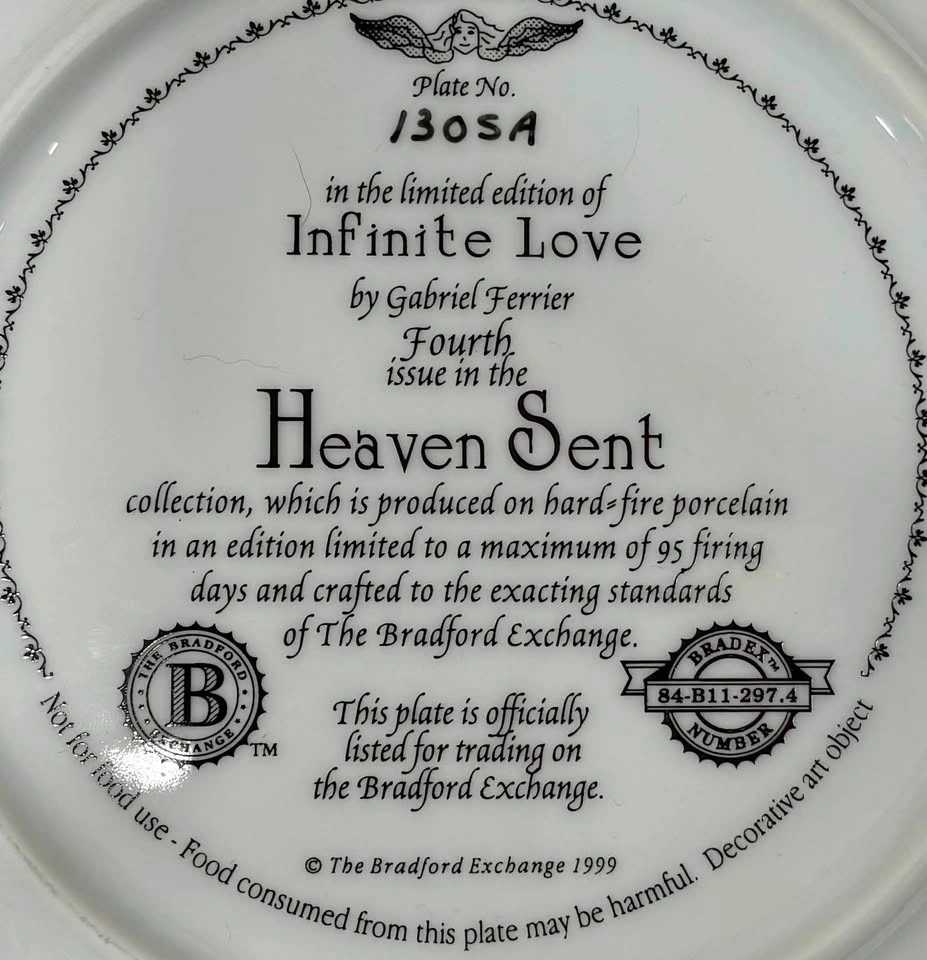 Plate No.
1305A
in the limited edition of
Infinite Love
by Gabriel Ferrier
Fourth
issue in the
Heaven Sent
collection, which is produced on hard-fire porcelain
in an edition limited to a maximum of 95 firing
days and crafted to the exacting standards
of The Bradford Exchange.
THE BRADFORD
B
EXCHANGE
TM
BRADEX™
84-B11-297.4
NUMBER
This plate is officially
listed for trading on
the Bradford Exchange.
© The Bradford Exchange 1999
Not for food use - Food consumed from this plate may be harmful. Decorative art object